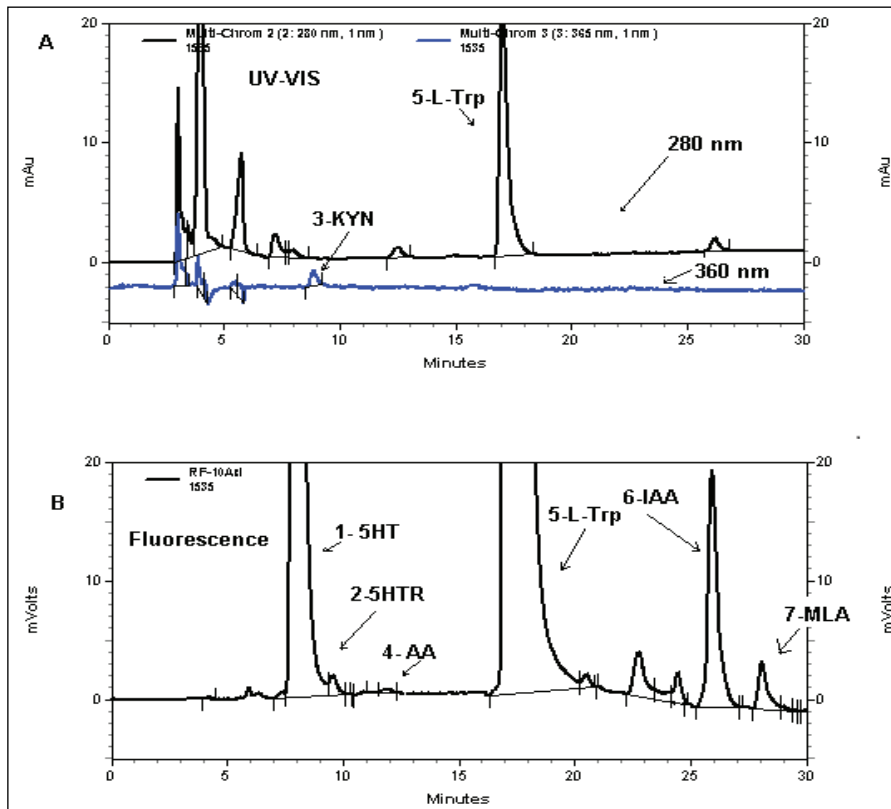 A
20
Multi-Chrom 2 (2: 280 nm, 1 nm )
1535
Multi-Chrom 3 (3: 365 nm, 1 nm )
1535
20
UV-VIS
5-L-Trp
10
280 nm
10
mAu
mAu
3-KYN
0
360 nm
0
0 5 10 15 20 25 30
Minutes
B
20
RF-10Axl
1535
20
Fluorescence
1- 5HT
5-L-Trp
6-IAA
10
10
2-5HTR
7-MLA
mVolts
mVolts
4- AA
0
0
0 5 10 15 20 25 30
Minutes